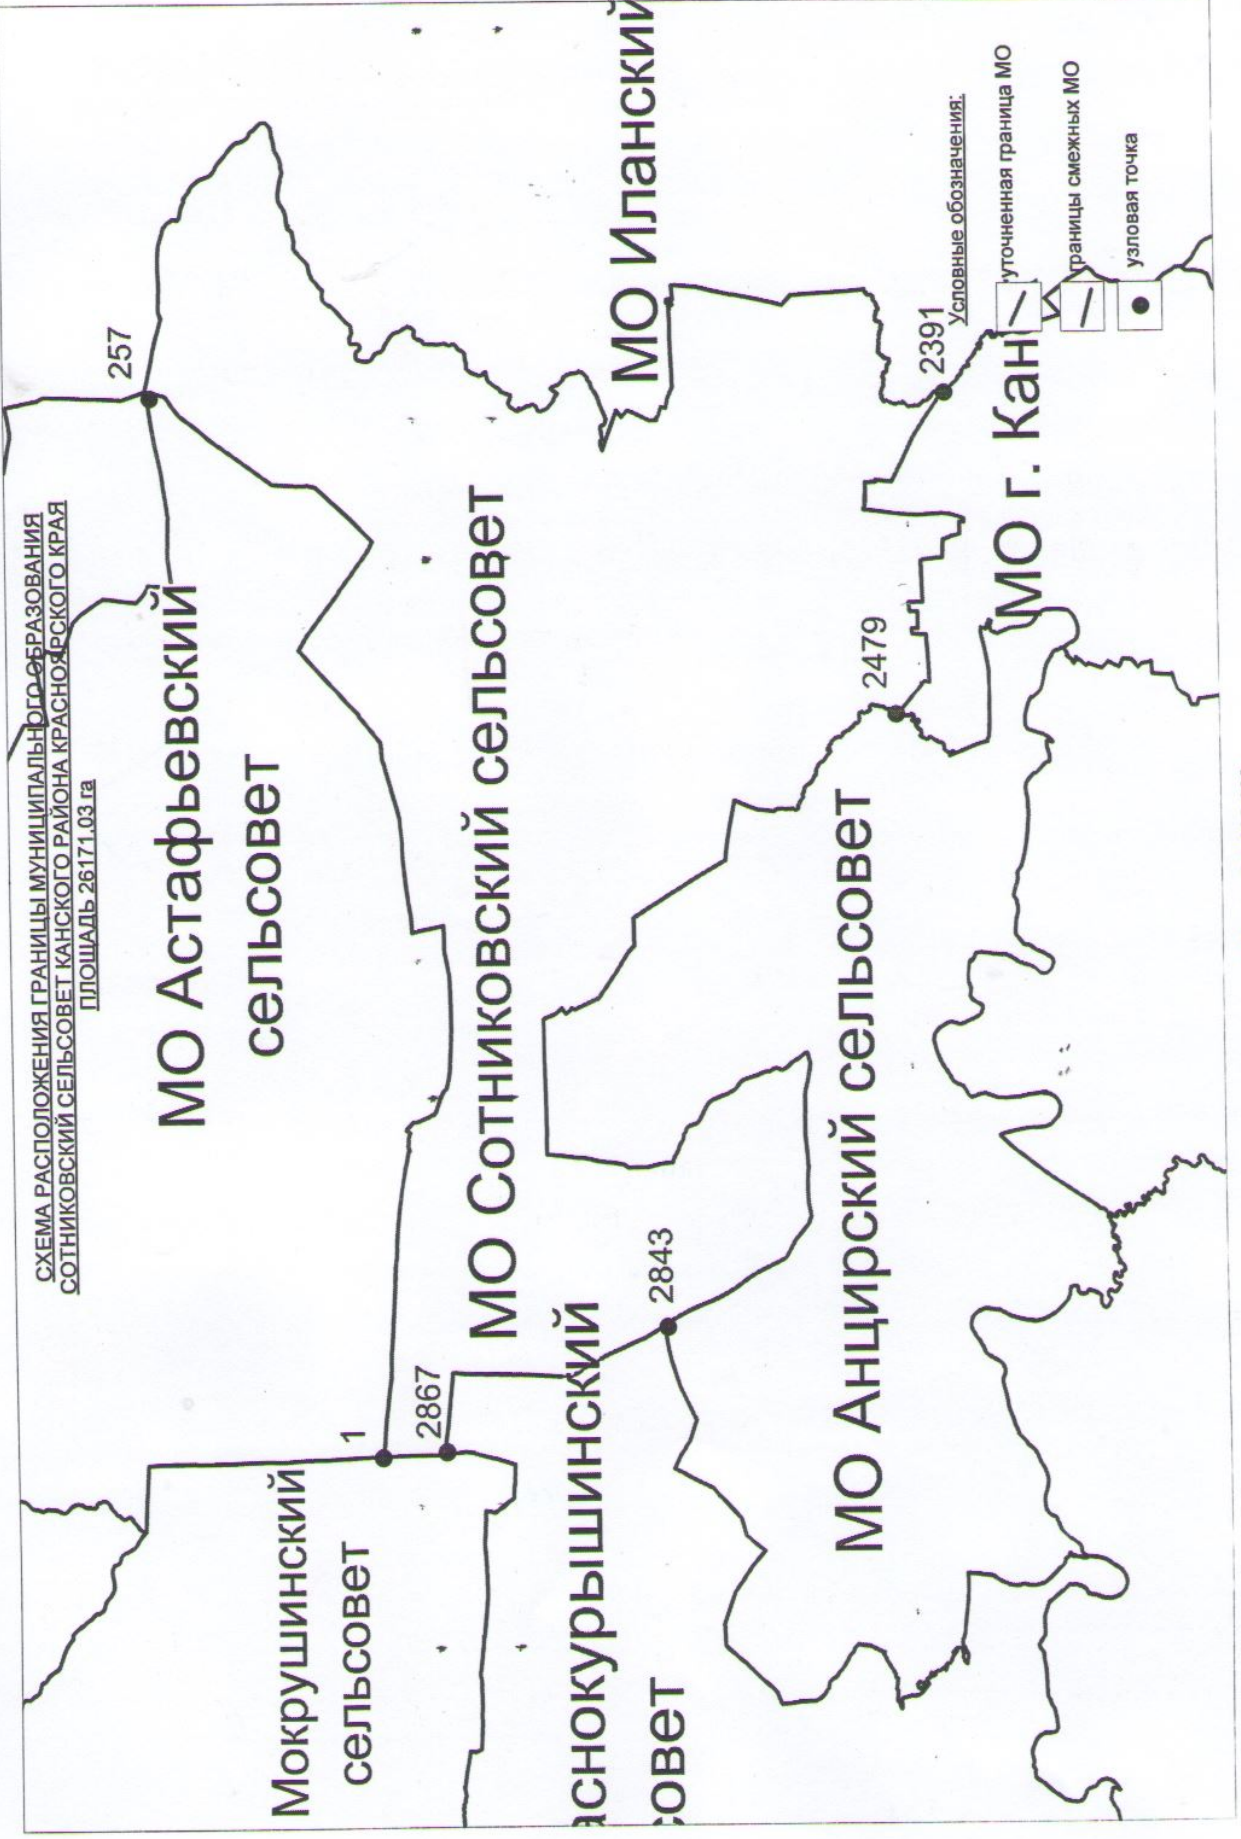 СХЕМА РАСПОЛОЖЕНИЯ ГРАНИЦЫ МУНИЦИПАЛЬНОГО ОБРАЗОВАНИЯ
СОТНИКОВСКИЙ СЕЛЬСОВЕТ КАНСКОГО РАЙОНА КРАСНОЯРСКОГО КРАЯ
ПЛОЩАДЬ 26171.03 га
257
МО Астафьевский
сельсовет
Мокрушинский
сельсовет
1
2867
МО Сотниковский сельсовет
МО Иланский
аснокурышинский
совет
2843
МО Анцирский сельсовет
2479
2391
МО г. Кан
Условные обозначения:
уточненная граница МО
границы смежных МО
узловая точка